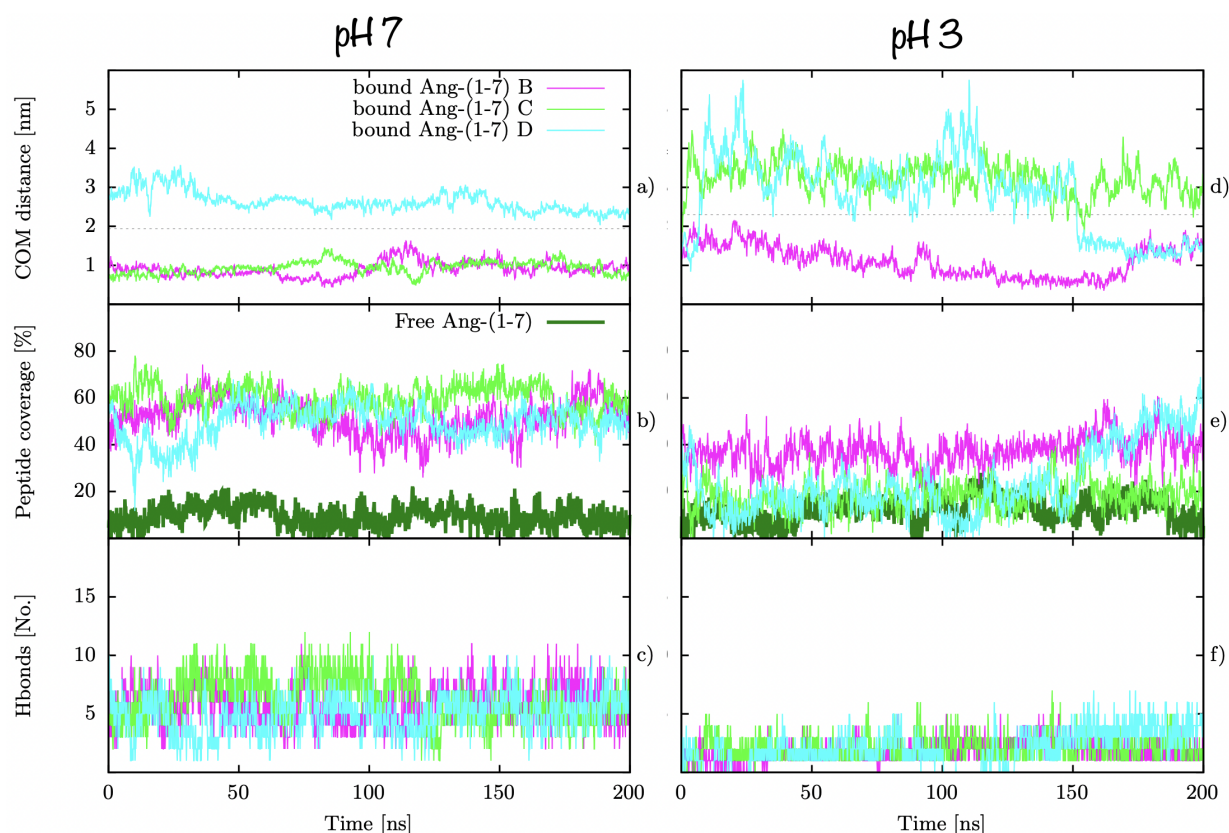 pH 7
pH 3
COM distance [nm]
5
4
3
2
1
bound Ang-(1-7) B
bound Ang-(1-7) C
bound Ang-(1-7) D
a)
d)
Peptide coverage [%]
80
60
40
20
Free Ang-(1-7)
b)
e)
Hbonds [No.]
15
10
5
c)
f)
0 50 100 150 200
0 50 100 150 200
Time [ns]
Time [ns]